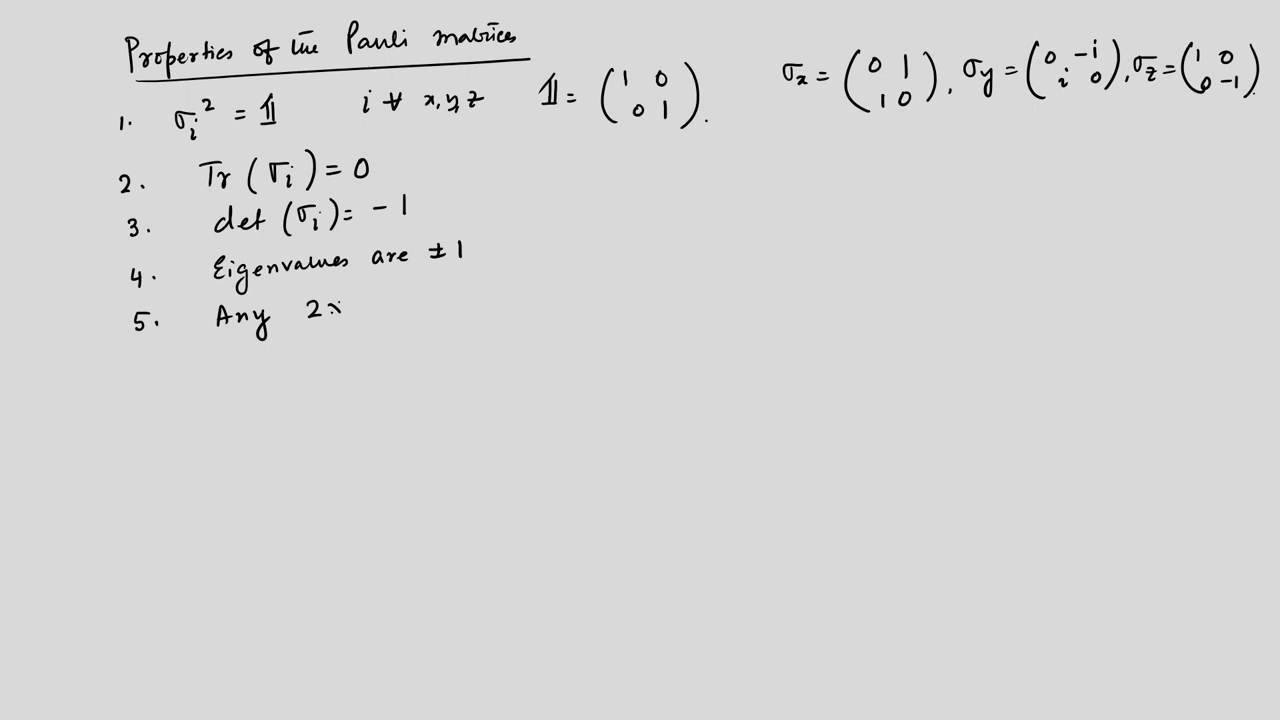 Properties of the Pauli matrices
1. σᵢ² = 𝟙 i ∀ x, y, z 𝟙 = (1 0 0 1).
σₓ = (0 1 1 0), σy = (0 -i i 0), σz = (1 0 0 -1).
2. Tr (σᵢ) = 0
3. det (σᵢ) = -1
4. Eigenvalues are ±1
5. Any 2×